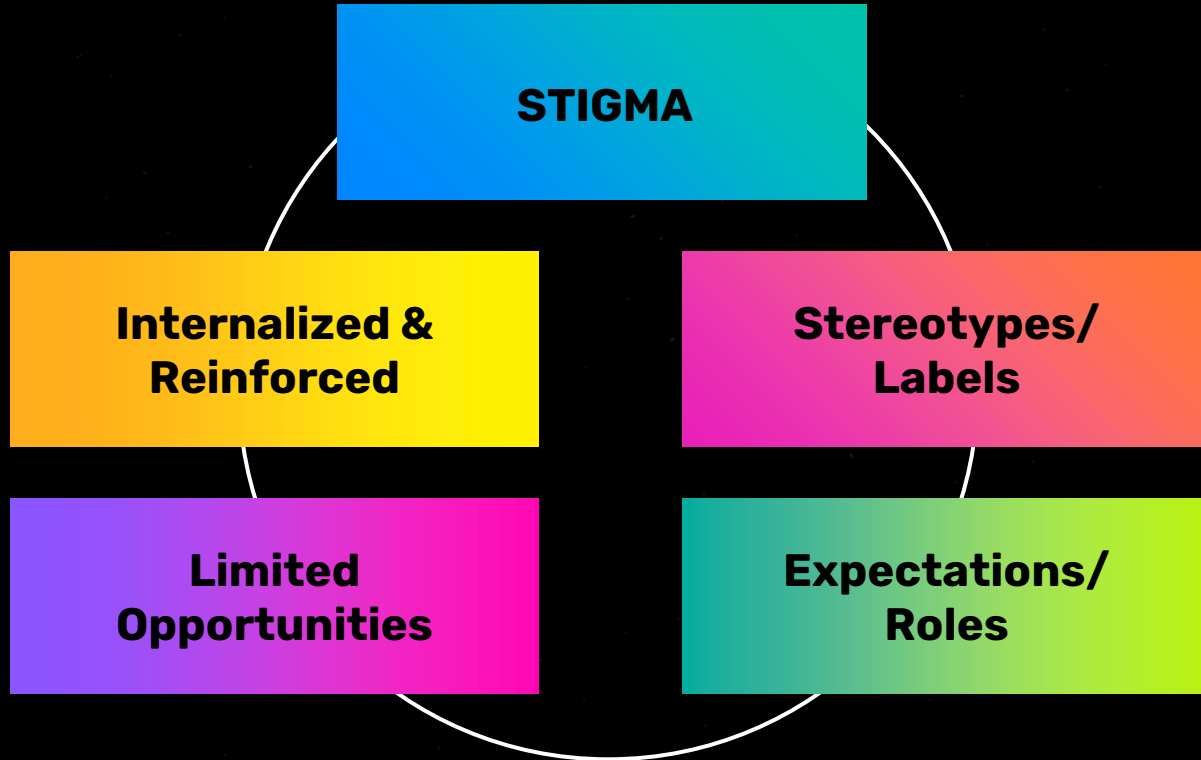 STIGMA
Internalized &
Reinforced
Stereotypes/
Labels
Limited
Opportunities
Expectations/
Roles